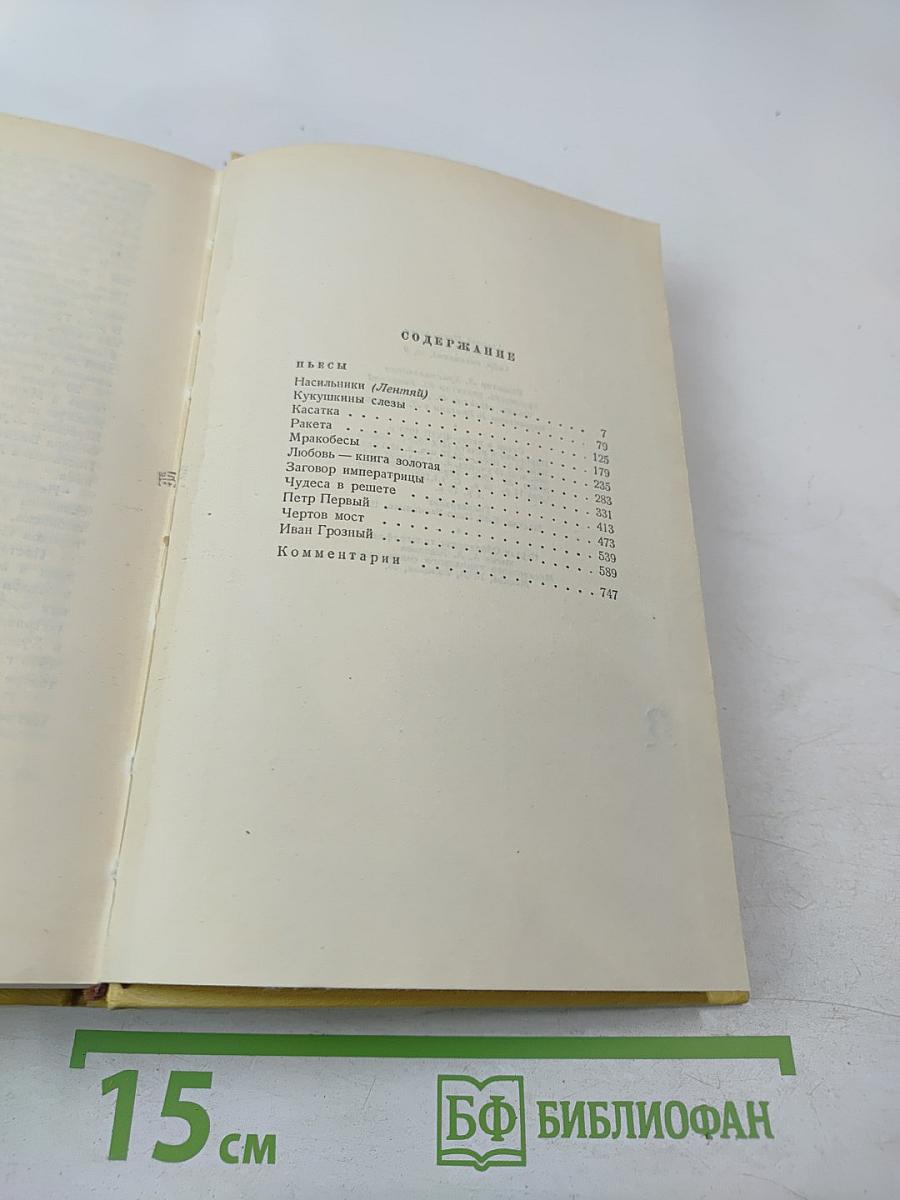 СОДЕРЖАНИЕ
ПЬЕСЫ
Насильники (Лентяй) . . . . . . . . . . 7
Кукушкины слезы . . . . . . . . . . 79
Касатка . . . . . . . . . . 125
Ракета . . . . . . . . . . 179
Мракобесы . . . . . . . . . . 235
Любовь — книга золотая . . . . . . . . . . 283
Заговор императрицы . . . . . . . . . . 331
Чудеса в решете . . . . . . . . . . 413
Петр Первый . . . . . . . . . . 473
Чертов мост . . . . . . . . . . 539
Иван Грозный . . . . . . . . . . 589
Комментарии . . . . . . . . . . 747
15 см
БФ БИБЛИОФАН